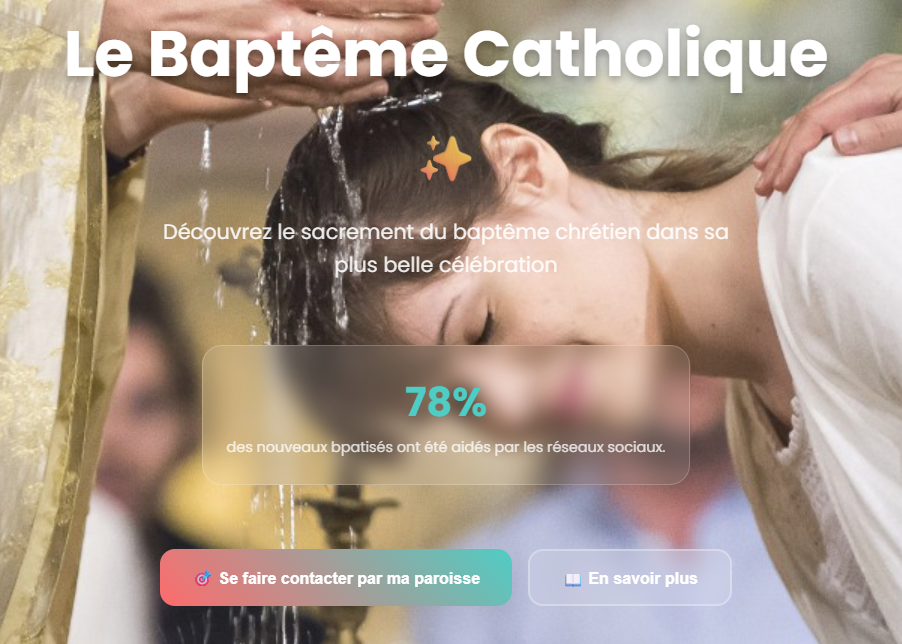 Le Baptême Catholique
Découvrez le sacrement du baptême chrétien dans sa
plus belle célébration
78%
des nouveaux bpatisés ont été aidés par les réseaux sociaux.
Se faire contacter par ma paroisse
En savoir plus